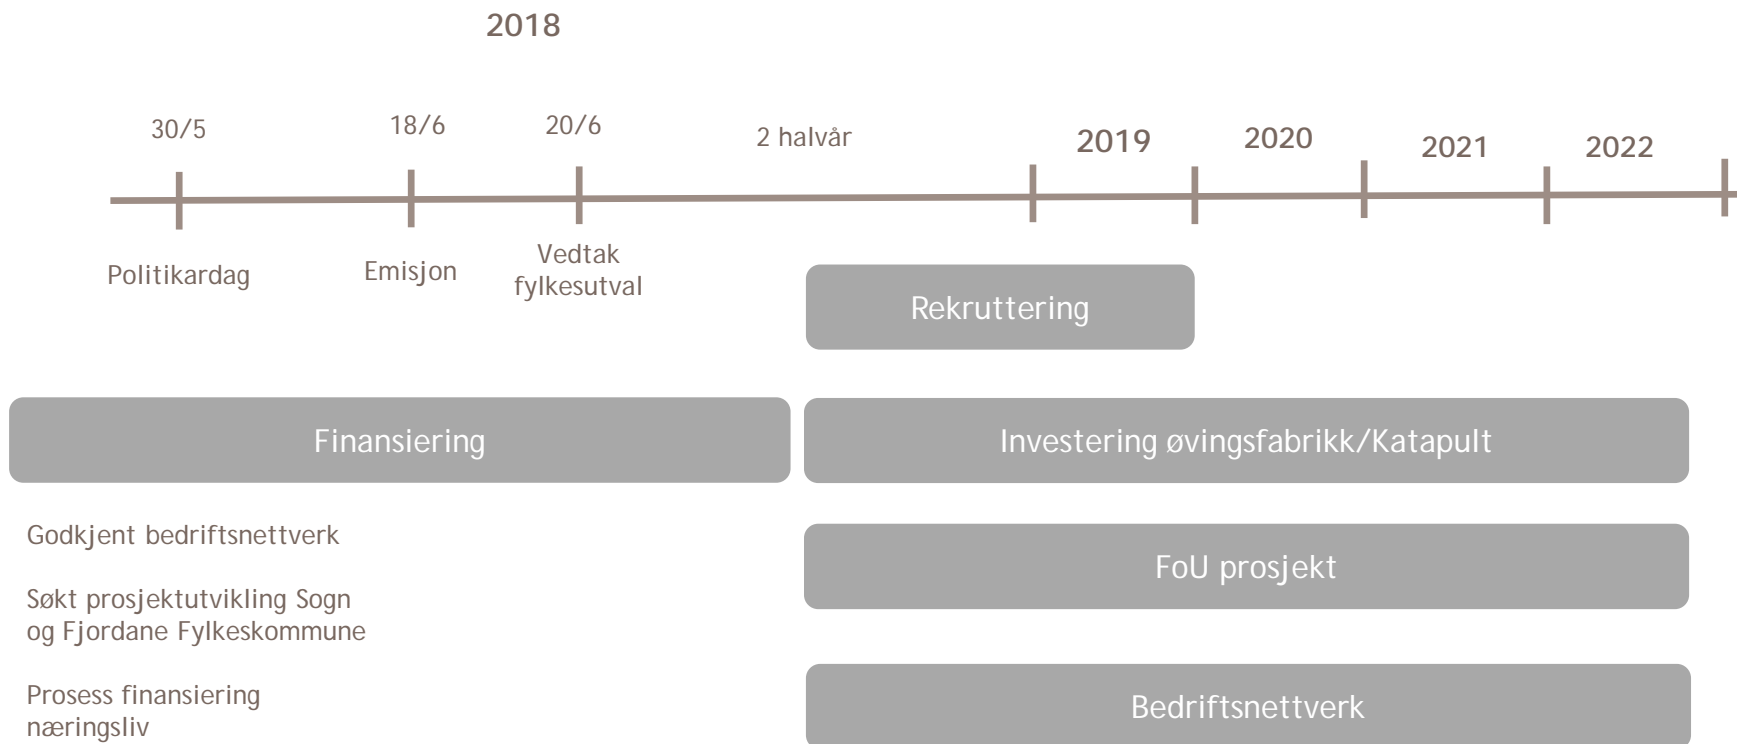 2018
30/5
18/6
20/6
2 halvår
2019
2020
2021
2022
Politikardag
Emisjon
Vedtak
fylkesutval
Rekruttering
Finansiering
Investering øvingsfabrikk/Katapult
Godkjent bedriftsnettverk
FoU prosjekt
Søkt prosjektutvikling Sogn
og Fjordane Fylkeskommune
Prosess finansiering
næringsliv
Bedriftsnettverk